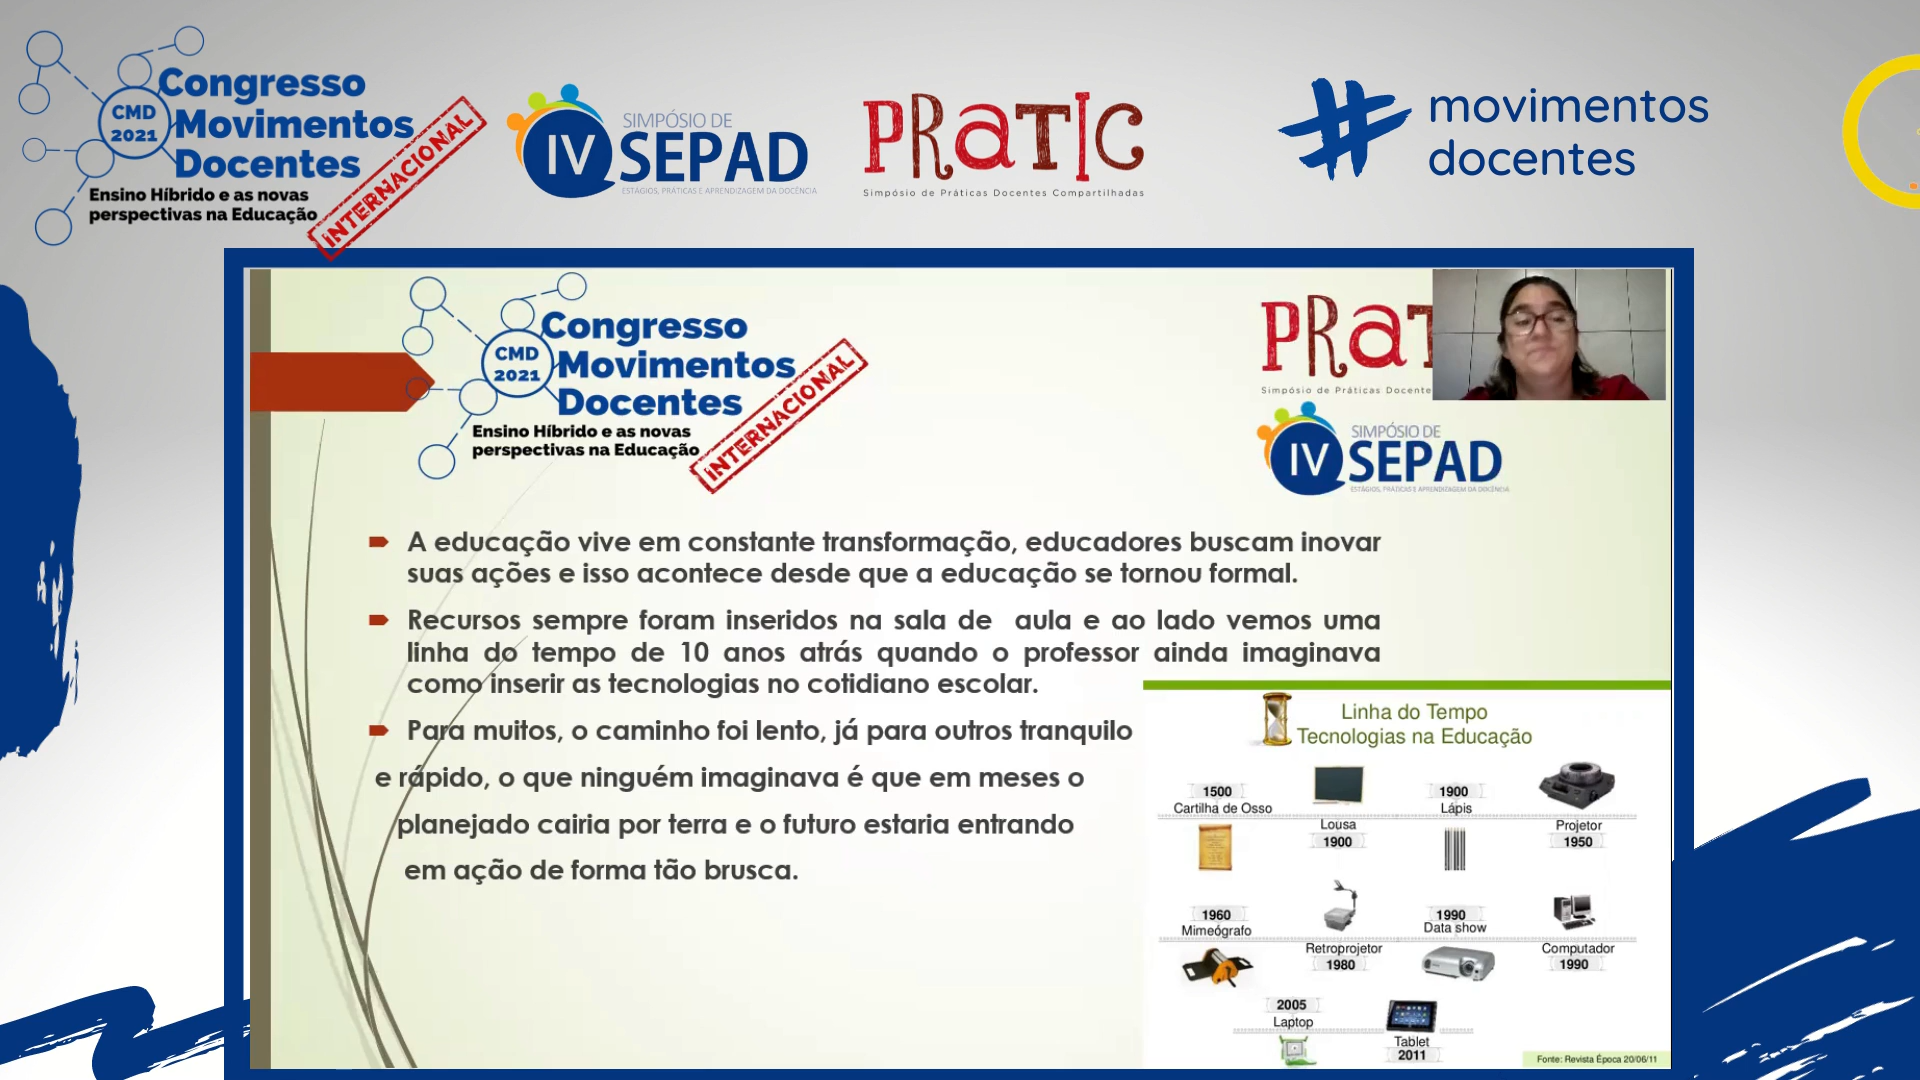 Congresso
Movimentos
Docentes
CMD
2021
Ensino Híbrido e as novas
perspectivas na Educação
INTERNACIONAL
SIMPÓSIO DE
IV SEPAD
ESTÁGIOS, PRÁTICAS E APRENDIZAGEM DA DOCÊNCIA
PRATIC
Simpósio de Práticas Docentes Compartilhadas
movimentos
docentes
Congresso
Movimentos
Docentes
CMD
2021
Ensino Híbrido e as novas
perspectivas na Educação
INTERNACIONAL
PRAT
Simpósio de Práticas Docente
SIMPÓSIO DE
IV SEPAD
ESTÁGIOS, PRÁTICAS E APRENDIZAGEM DA DOCÊNCIA
A educação vive em constante transformação, educadores buscam inovar
suas ações e isso acontece desde que a educação se tornou formal.
Recursos sempre foram inseridos na sala de aula e ao lado vemos uma
linha do tempo de 10 anos atrás quando o professor ainda imaginava
como inserir as tecnologias no cotidiano escolar.
Para muitos, o caminho foi lento, já para outros tranquilo
e rápido, o que ninguém imaginava é que em meses o
planejado cairia por terra e o futuro estaria entrando
em ação de forma tão brusca.
Linha do Tempo
Tecnologias na Educação
1500
Cartilha de Osso
Lousa
1900
1900
Lápis
Projetor
1950
1960
Mimeógrafo
Retroprojetor
1980
1990
Data show
Computador
1990
2005
Laptop
Tablet
2011
Fonte: Revista Época 20/06/11